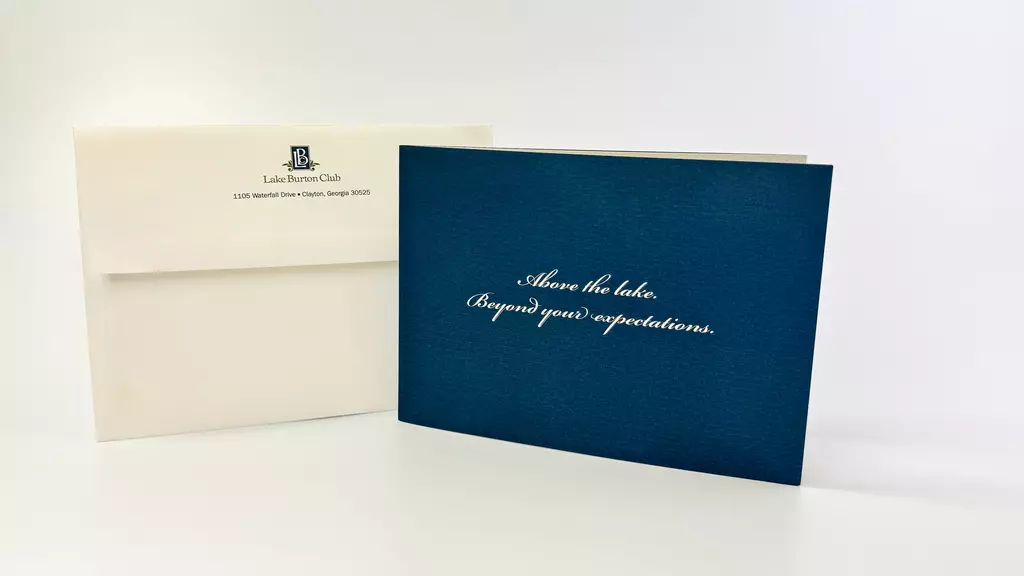 LB
Lake Burton Club
1105 Waterfall Drive • Clayton, Georgia 30525
Above the lake.
Beyond your expectations.